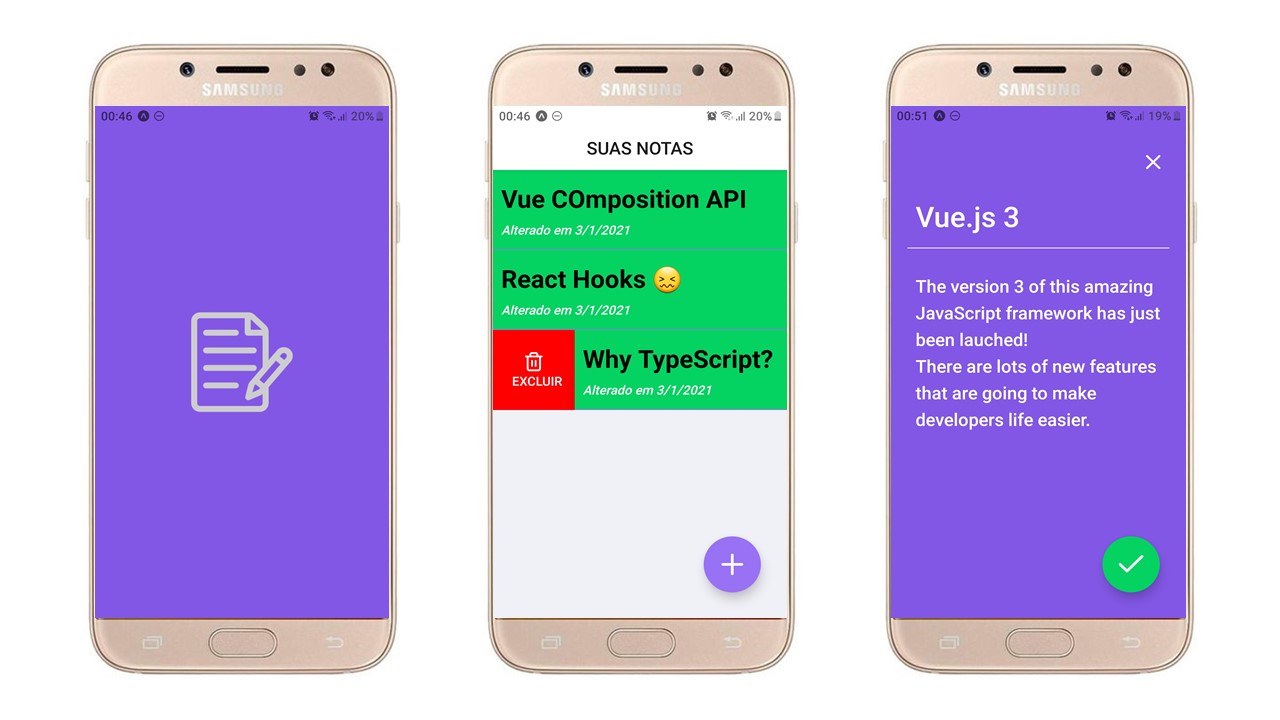 SAMSUNG
00:46
20%
SAMSUNG
00:46
20%
SUAS NOTAS
Vue COmposition API
Alterado em 3/1/2021
React Hooks 😖
Alterado em 3/1/2021
EXCLUIR
Why TypeScript?
Alterado em 3/1/2021
SAMSUNG
00:51
19%
Vue.js 3
The version 3 of this amazing
JavaScript framework has just
been lauched!
There are lots of new features
that are going to make
developers life easier.